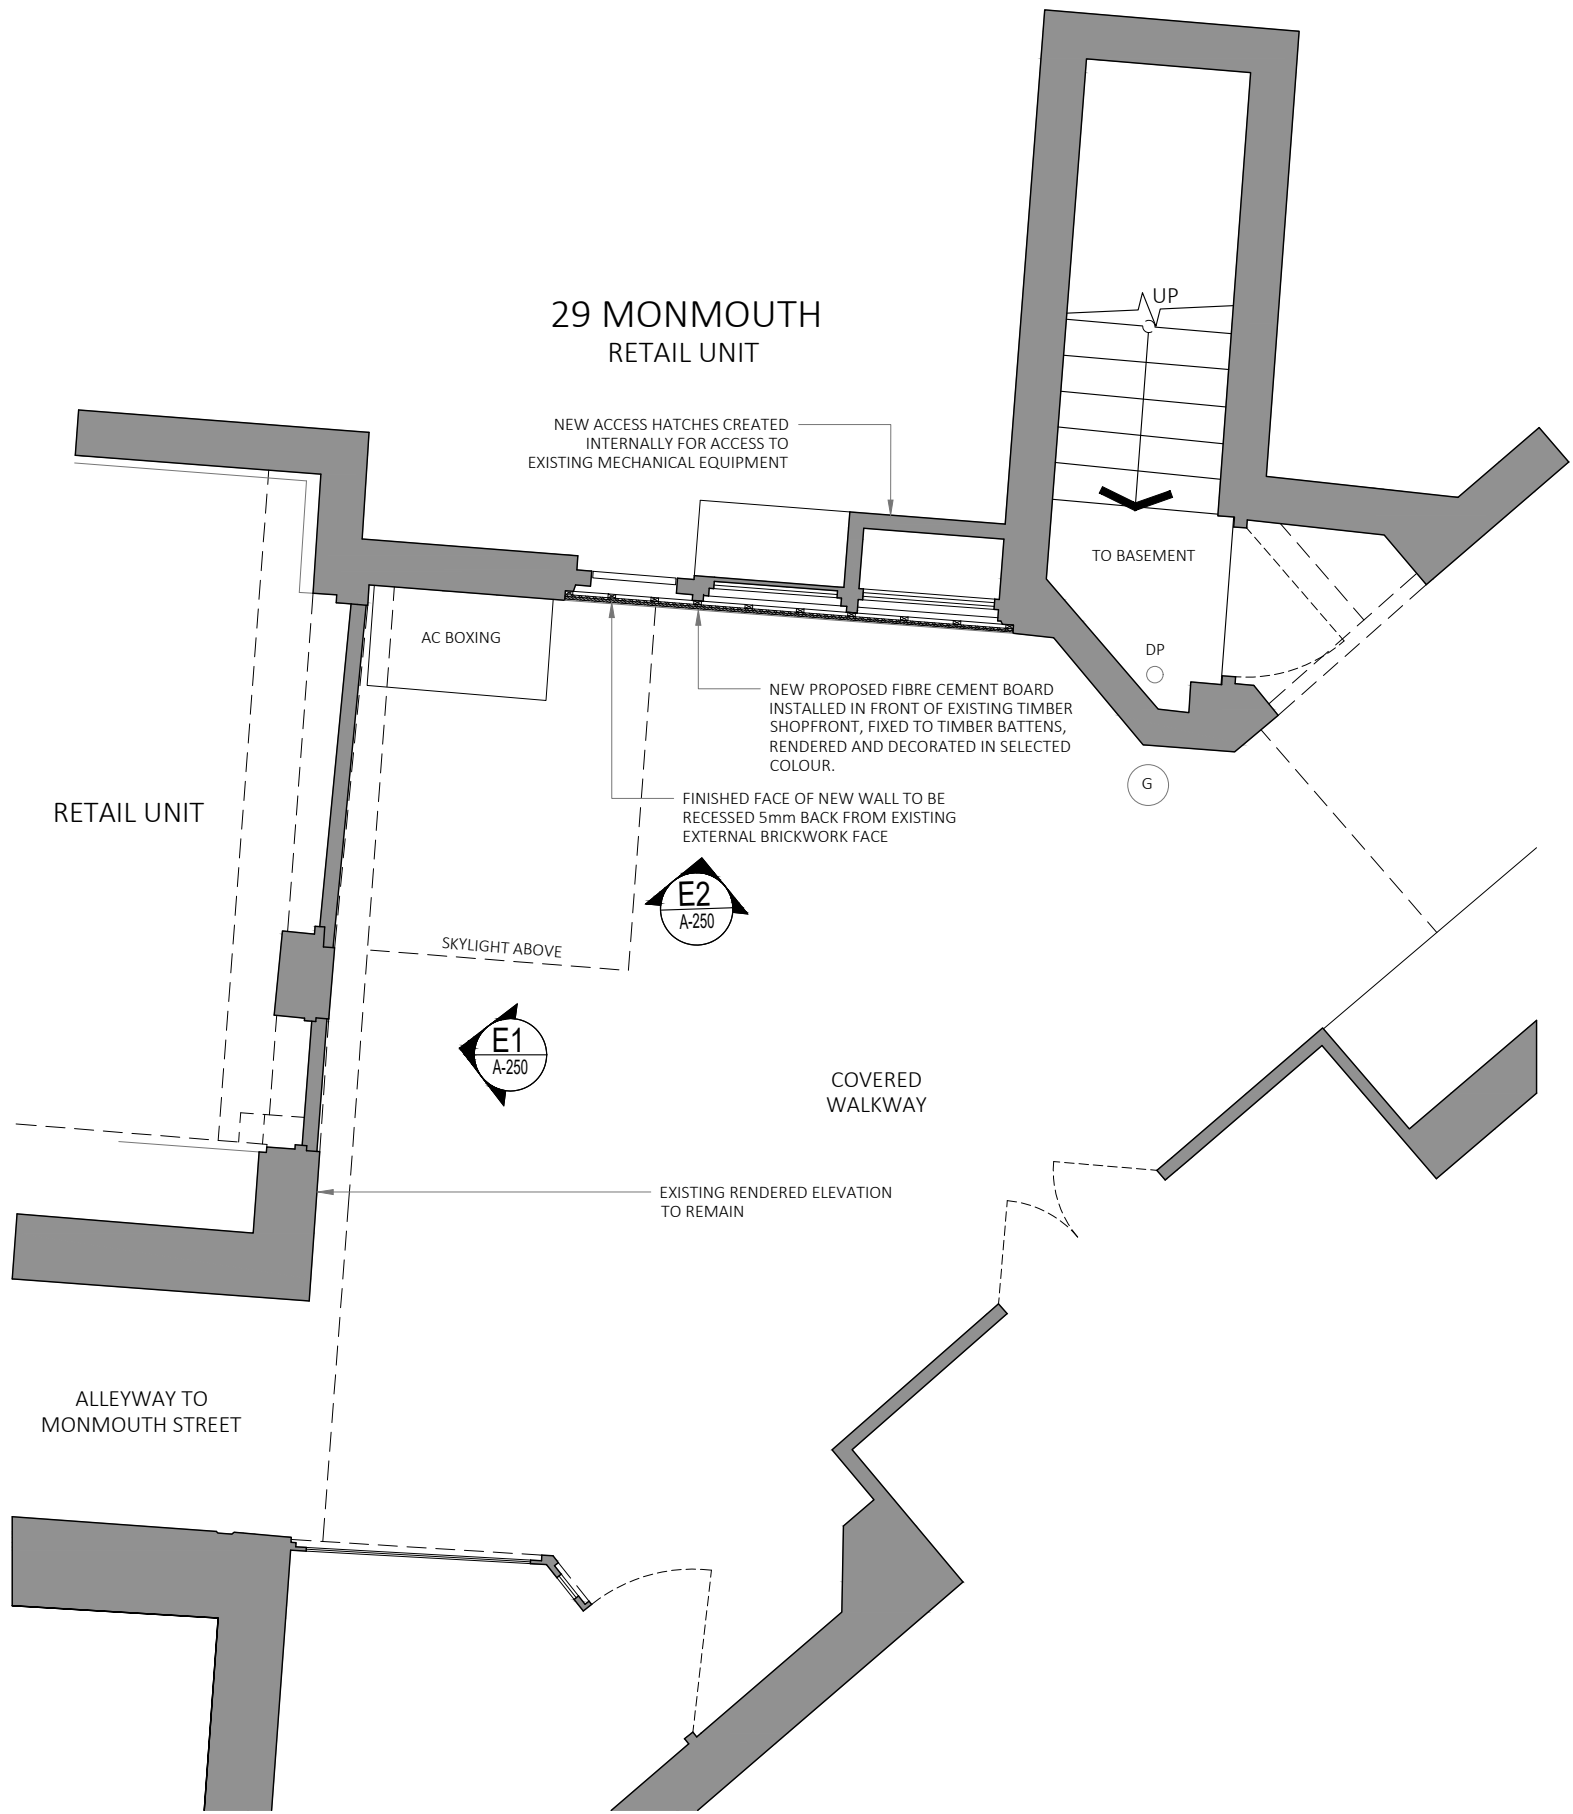 UP
29 MONMOUTH
RETAIL UNIT
NEW ACCESS HATCHES CREATED
INTERNALLY FOR ACCESS TO
EXISTING MECHANICAL EQUIPMENT
TO BASEMENT
AC BOXING
DP
NEW PROPOSED FIBRE CEMENT BOARD
INSTALLED IN FRONT OF EXISTING TIMBER
SHOPFRONT, FIXED TO TIMBER BATTENS,
RENDERED AND DECORATED IN SELECTED
COLOUR.
G
FINISHED FACE OF NEW WALL TO BE
RECESSED 5mm BACK FROM EXISTING
EXTERNAL BRICKWORK FACE
RETAIL UNIT
E2
A-250
SKYLIGHT ABOVE
E1
A-250
COVERED
WALKWAY
EXISTING RENDERED ELEVATION
TO REMAIN
ALLEYWAY TO
MONMOUTH STREET